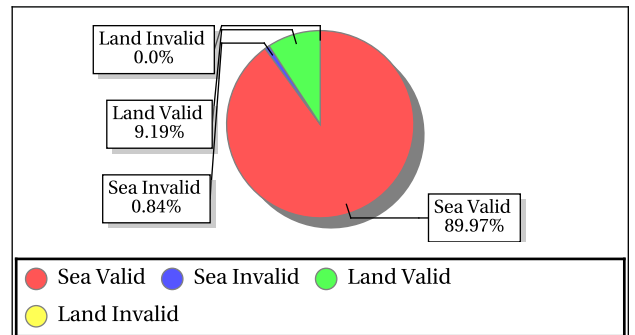 Land Invalid
0.0%
Land Valid
9.19%
Sea Invalid
0.84%
Sea Valid
89.97%
Sea Valid Sea Invalid Land Valid
Land Invalid